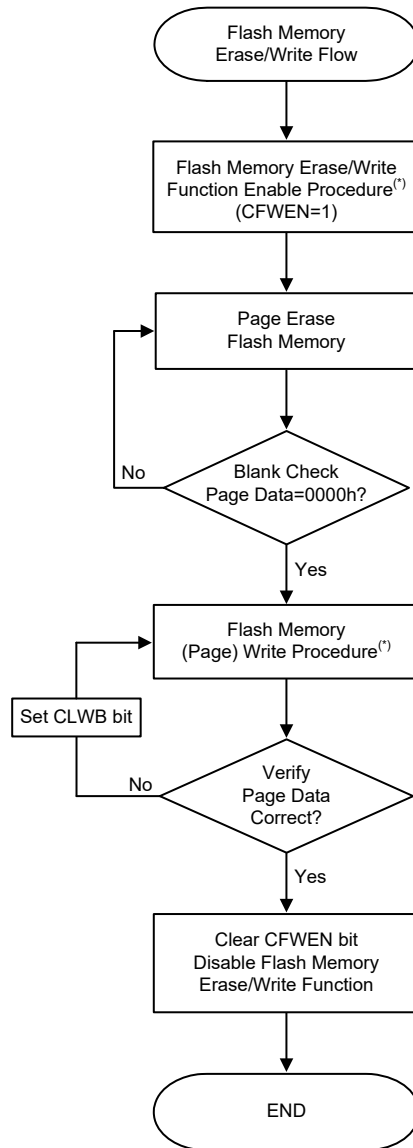 Flash Memory
Erase/Write Flow
Flash Memory Erase/Write
Function Enable Procedure(*)
(CFWEN=1)
Page Erase
Flash Memory
Blank Check
Page Data=0000h?
No
Yes
Flash Memory
(Page) Write Procedure(*)
Set CLWB bit
Verify
Page Data
Correct?
No
Yes
Clear CFWEN bit
Disable Flash Memory
Erase/Write Function
END